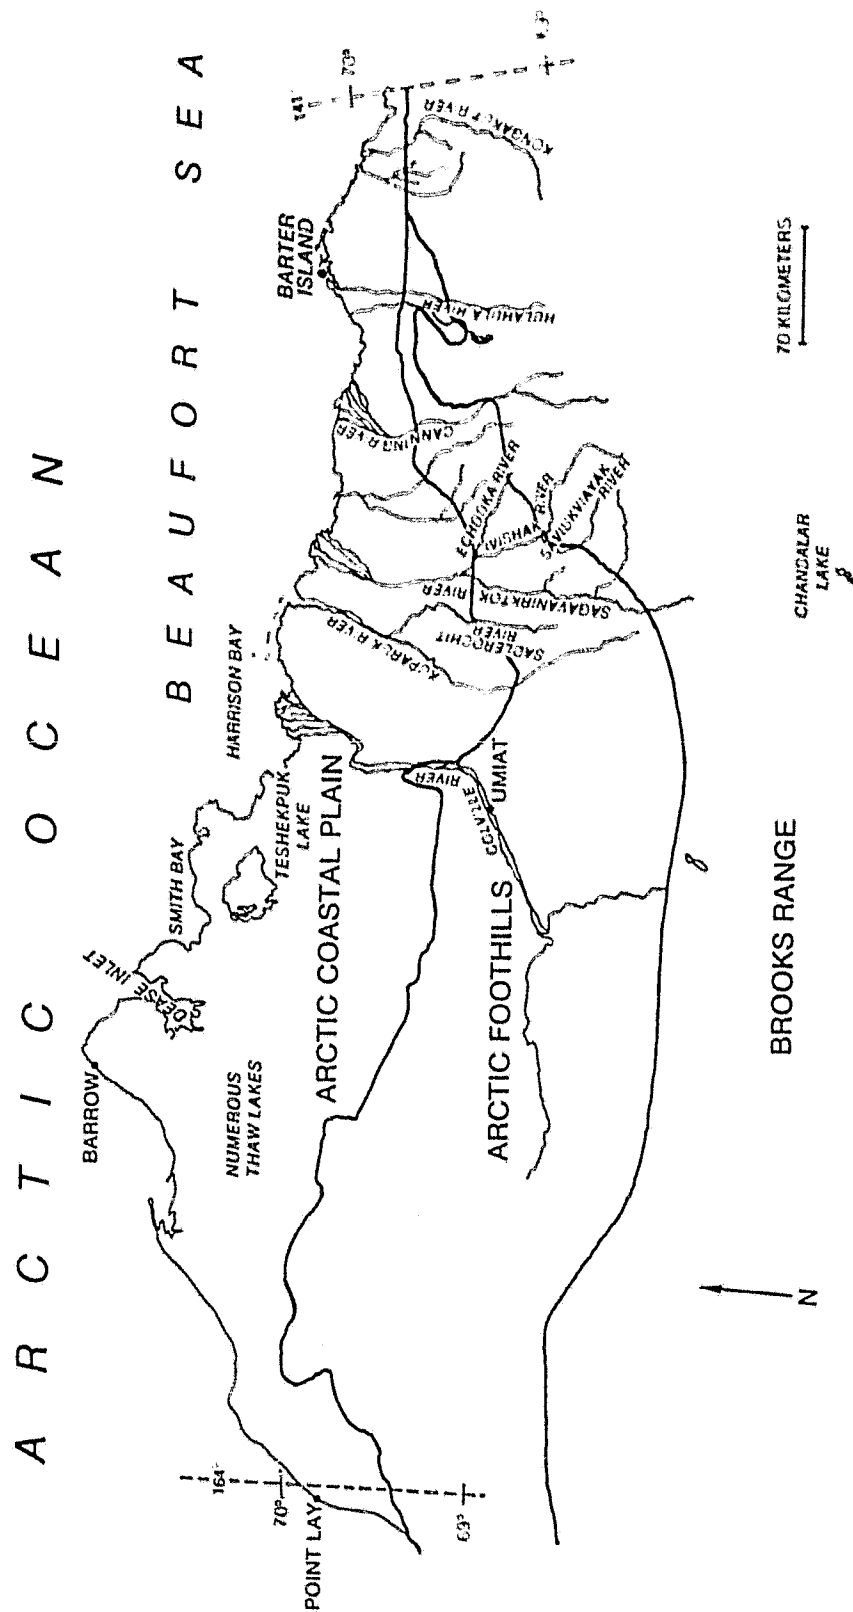 ARCTIC OCEAN
BEAUFORT SEA
BARROW
DEASE INLET
SMITH BAY
HARRISON BAY
TESHEKPUK
LAKE
NUMEROUS
THAW LAKES
BARTER
ISLAND
141°
70°
69°
164°
70°
69°
POINT LAY
ARCTIC COASTAL PLAIN
ARCTIC FOOTHILLS
BROOKS RANGE
COLVILLE
RIVER
UMIAT
KUPARUK RIVER
SADLEROCHIT
RIVER
SAGAVANIRKTOK
RIVER
ECHOOKA RIVER
IVISHAK RIVER
SAVIUKVIAYAK
RIVER
CANNING RIVER
HULAHULA RIVER
KONGAKUT RIVER
CHANDALAR
LAKE
70 KILOMETERS
N